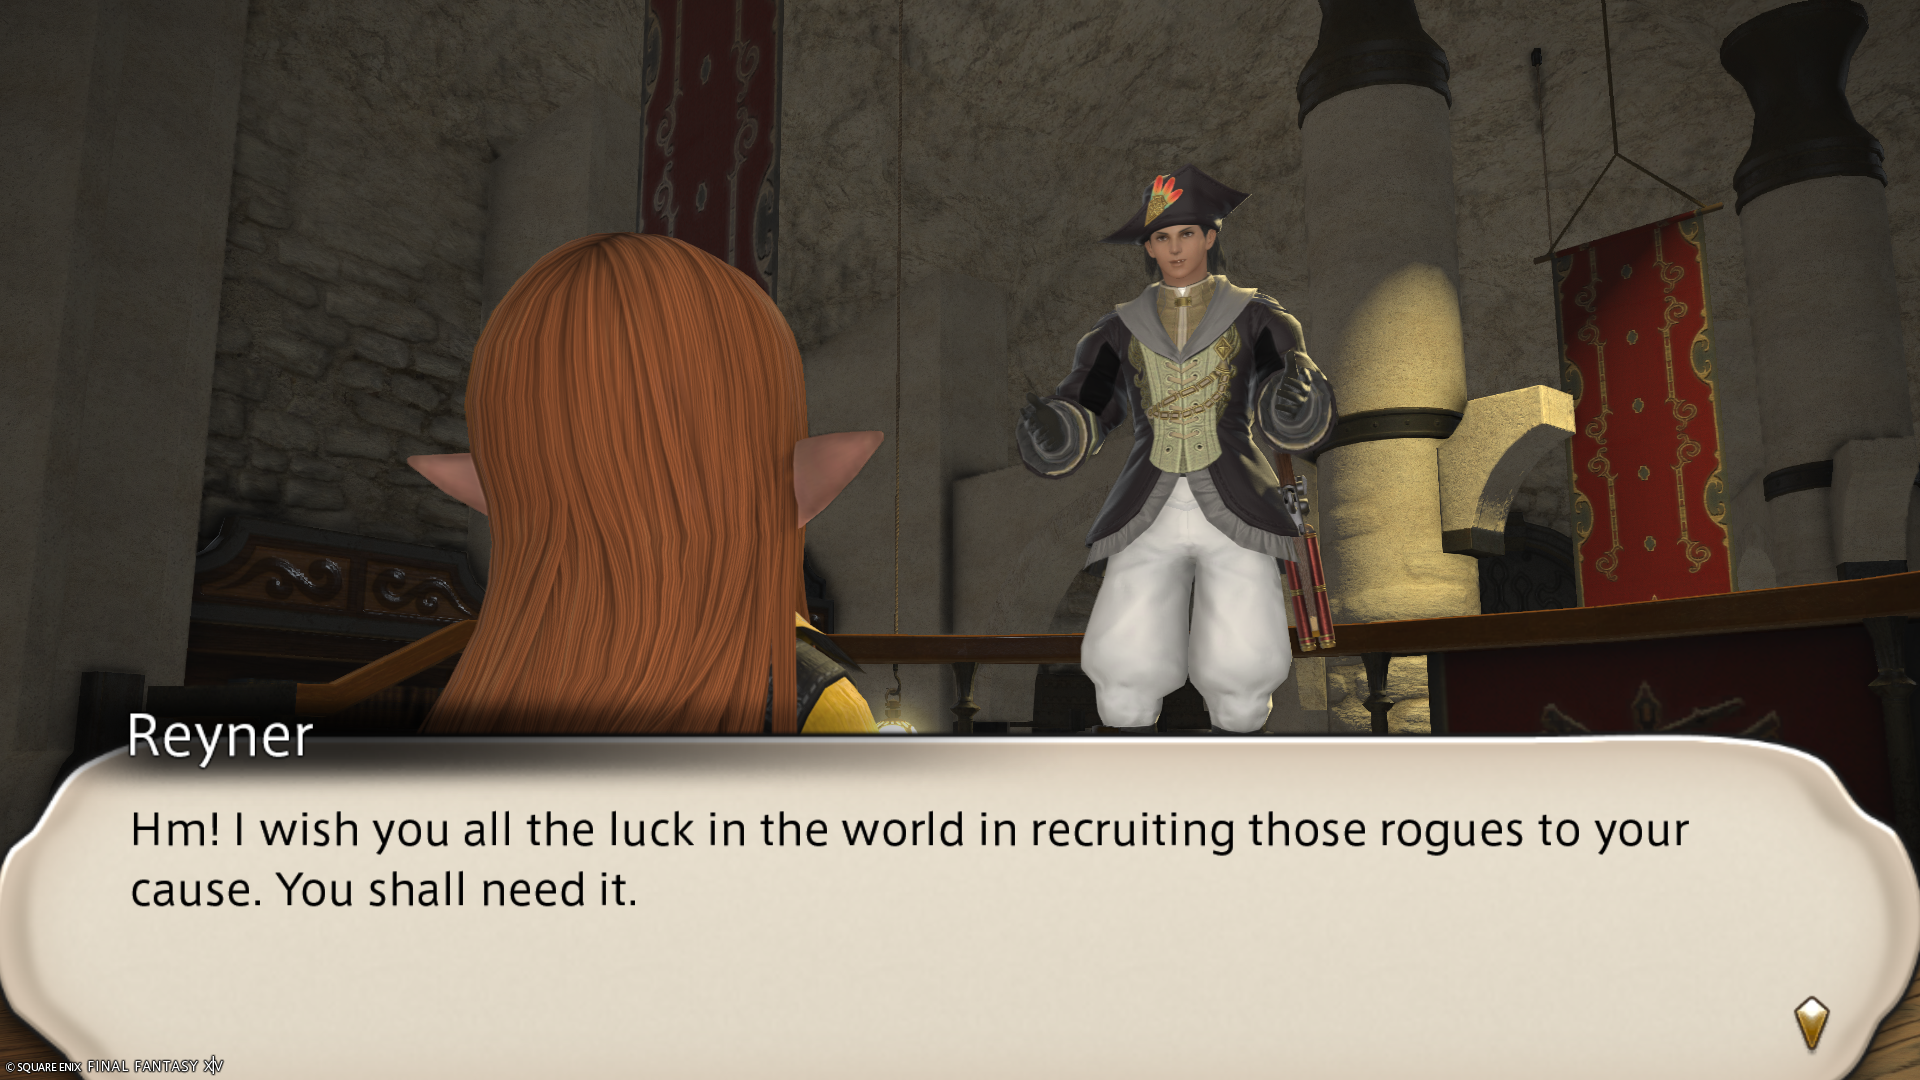 Reyner
Hm! I wish you all the luck in the world in recruiting those rogues to your
cause. You shall need it.
© SQUARE ENIX FINAL FANTASY XIV